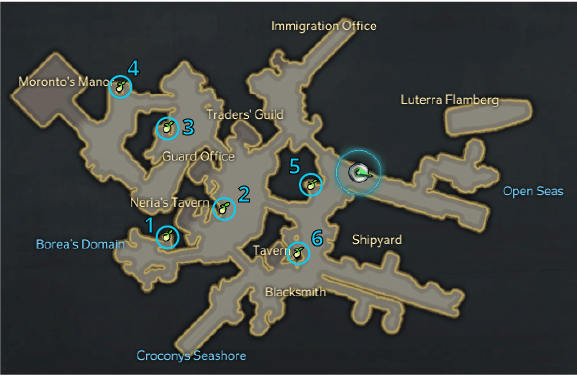 Immigration Office
4
Moronto's Mano
Luterra Flamberg
Traders' Guild
3
Guard Office
5
Open Seas
Neria's Tavern
2
1
Borea's Domain
6
Shipyard
Tavern
Blacksmith
Croconys Seashore